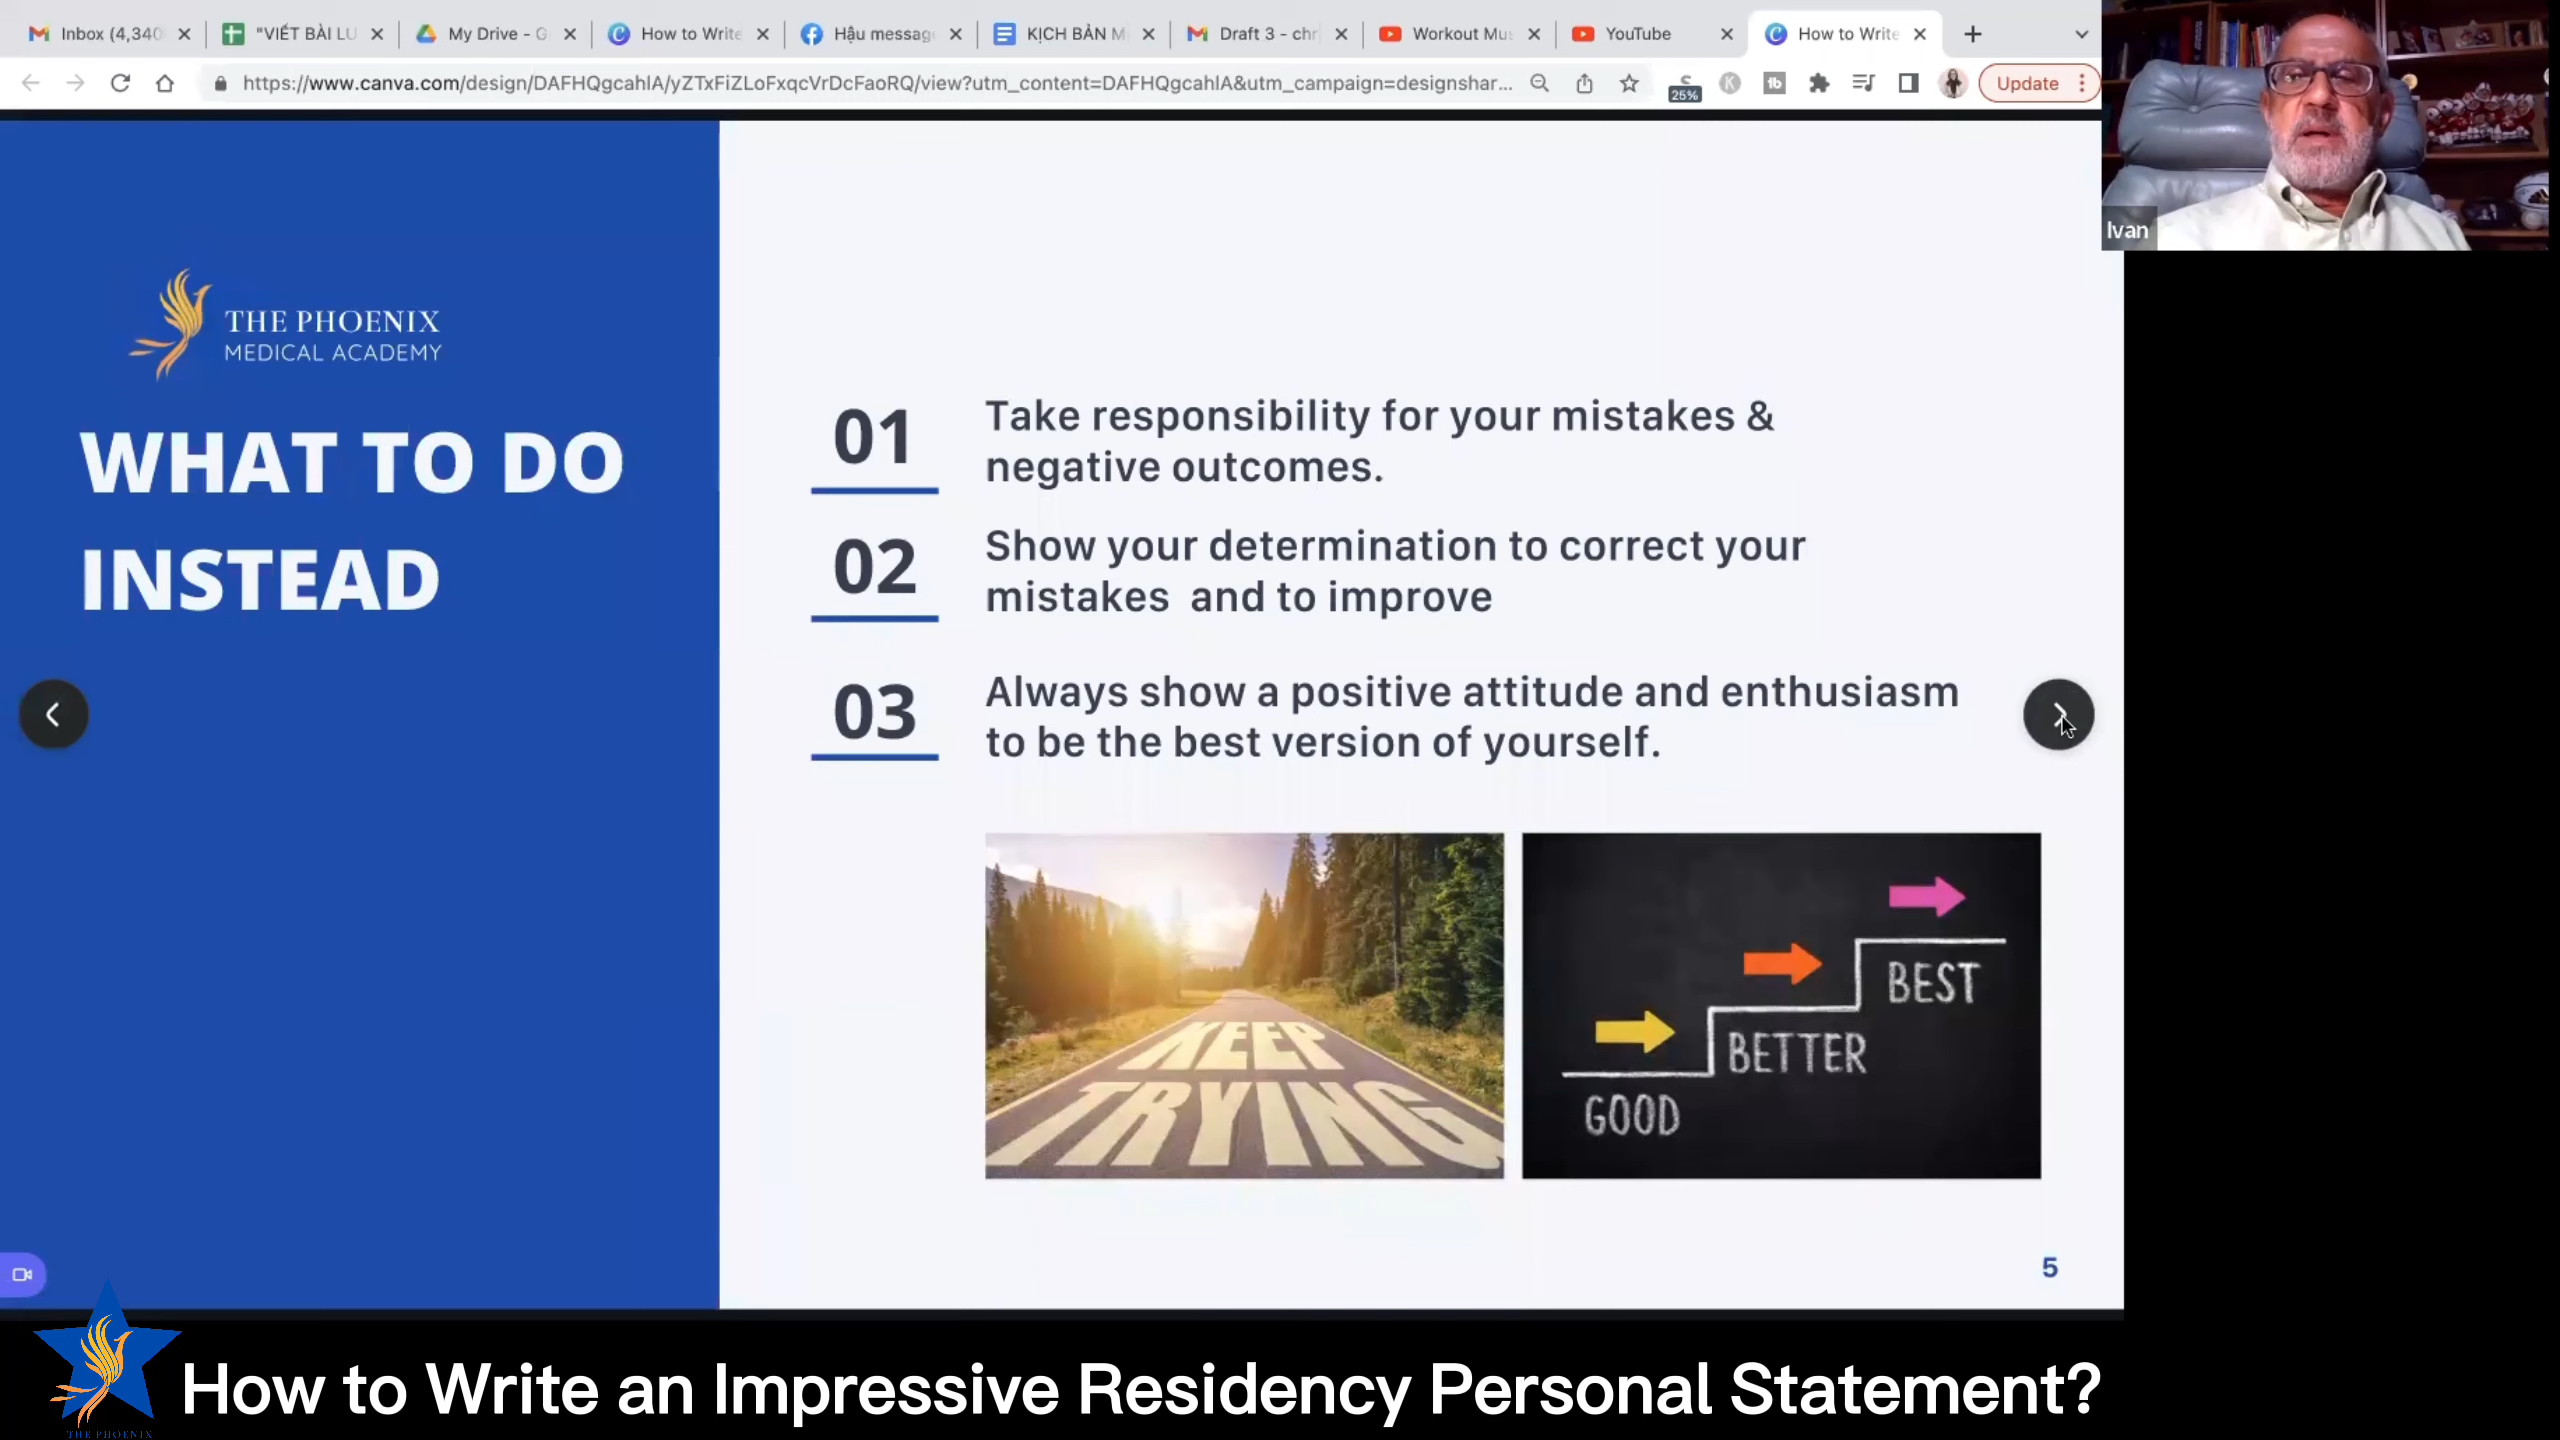 Inbox (4,340
"VIẾT BÀI LU
My Drive - G
How to Write
Hậu messag
KỊCH BẢN M
Draft 3 - chr
Workout Mus
YouTube
How to Write
https://www.canva.com/design/DAFHQgcahlA/yZTxFiZLoFxqcVrDcFaoRQ/view?utm_content=DAFHQgcahlA&utm_campaign=designshar...
25%
Update
Ivan
THE PHOENIX
MEDICAL ACADEMY
WHAT TO DO
INSTEAD
01
Take responsibility for your mistakes &
negative outcomes.
02
Show your determination to correct your
mistakes and to improve
03
Always show a positive attitude and enthusiasm
to be the best version of yourself.
KEEP
TRYING
GOOD
BETTER
BEST
5
THE PHOENIX
How to Write an Impressive Residency Personal Statement?